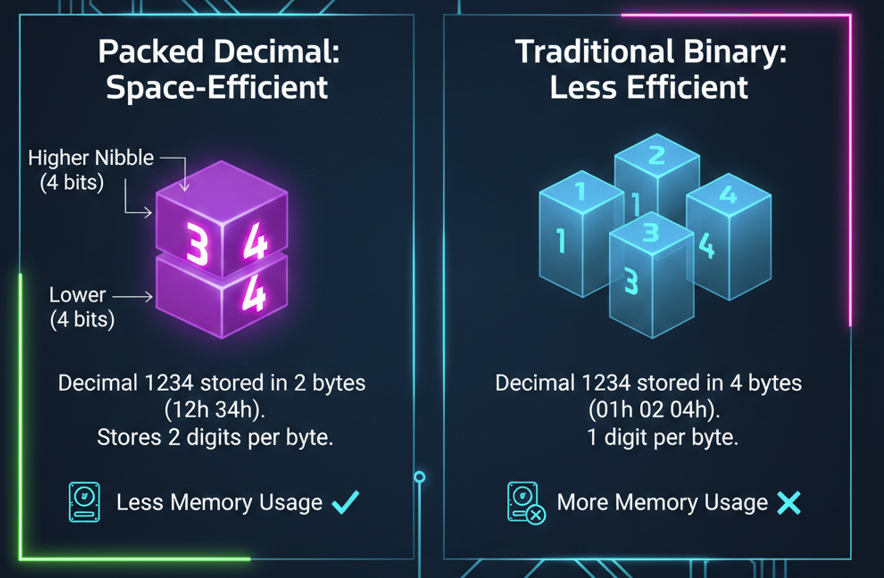 Packed Decimal:
Space-Efficient
Higher Nibble
(4 bits)
3 4
4
Lower
(4 bits)
Decimal 1234 stored in 2 bytes
(12h 34h).
Stores 2 digits per byte.
Less Memory Usage
Traditional Binary:
Less Efficient
2
1
4
1
3
1
4
3
Decimal 1234 stored in 4 bytes
(01h 02 04h).
1 digit per byte.
More Memory Usage